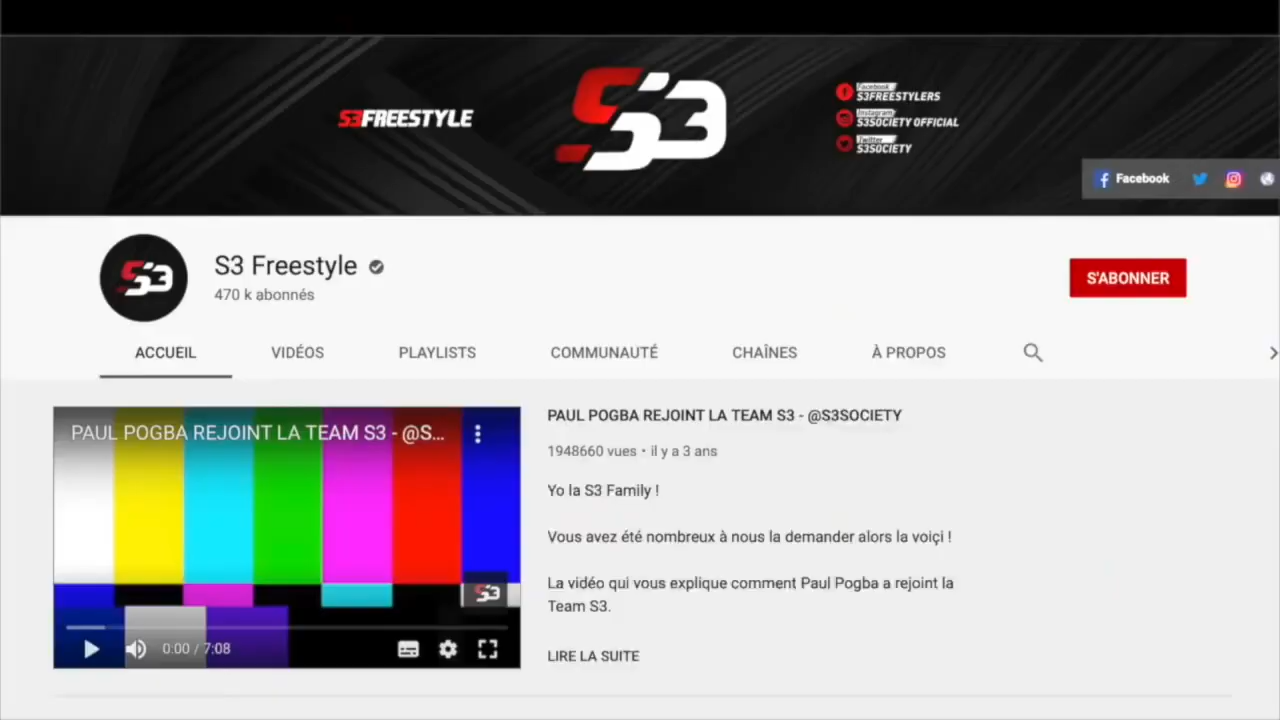 S3FREESTYLE
S3
Facebook
S3FREESTYLERS
Instagram
S3SOCIETY OFFICIAL
Twitter
S3SOCIETY
Facebook
S3
S3 Freestyle
470 k abonnés
S'ABONNER
ACCUEIL
VIDÉOS
PLAYLISTS
COMMUNAUTÉ
CHAÎNES
À PROPOS
PAUL POGBA REJOINT LA TEAM S3 - @S...
S3
0:00 / 7:08
PAUL POGBA REJOINT LA TEAM S3 - @S3SOCIETY
1948660 vues • il y a 3 ans
Yo la S3 Family !
Vous avez été nombreux à nous la demander alors la voiçi !
La vidéo qui vous explique comment Paul Pogba a rejoint la
Team S3.
LIRE LA SUITE